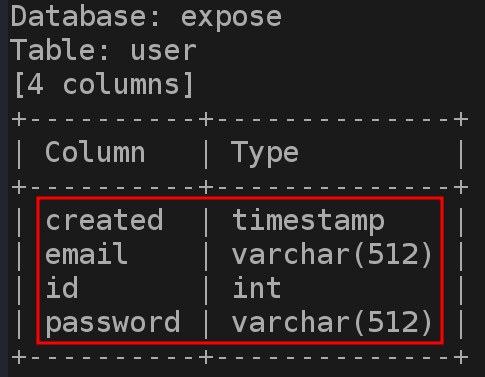 Database: expose
Table: user
[4 columns]
+----------+--------------+
| Column   | Type         |
+----------+--------------+
| created  | timestamp    |
| email    | varchar(512) |
| id       | int          |
| password | varchar(512) |
+----------+--------------+